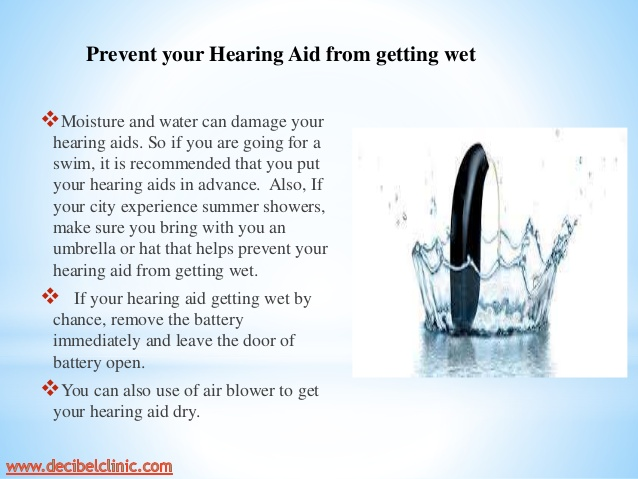 Prevent your Hearing Aid from getting wet
❖Moisture and water can damage your
hearing aids. So if you are going for a
swim, it is recommended that you put
your hearing aids in advance. Also, If
your city experience summer showers,
make sure you bring with you an
umbrella or hat that helps prevent your
hearing aid from getting wet.
❖ If your hearing aid getting wet by
chance, remove the battery
immediately and leave the door of
battery open.
❖You can also use of air blower to get
your hearing aid dry.
www.decibelclinic.com